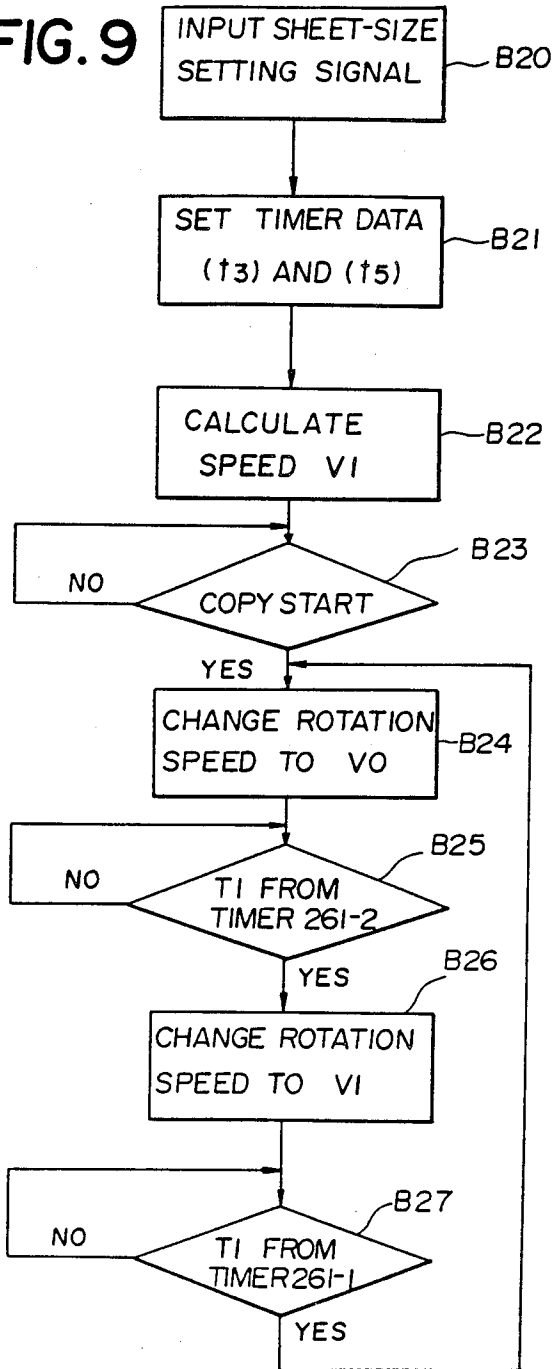 FIG. 9
INPUT SHEET-SIZE
SETTING SIGNAL
B20
SET TIMER DATA
(t3) AND (t5)
B21
CALCULATE
SPEED V1
B22
B23
NO
COPY START
YES
CHANGE ROTATION
SPEED TO V0
B24
B25
NO
T1 FROM
TIMER 261-2
YES
B26
CHANGE ROTATION
SPEED TO V1
B27
NO
T1 FROM
TIMER 261-1
YES